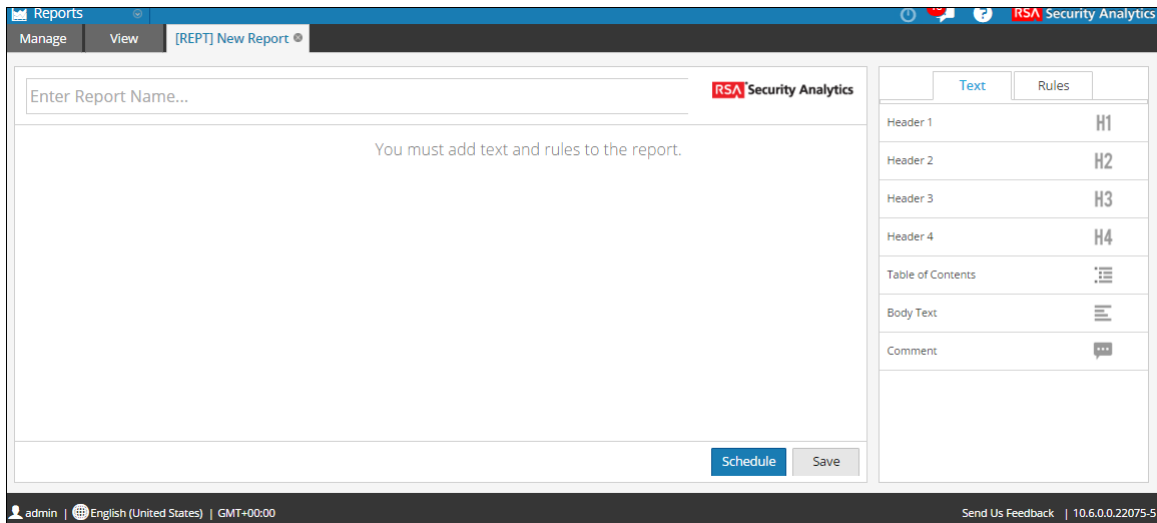 Reports
RSA Security Analytics
Manage View [REPT] New Report
Enter Report Name...
RSA Security Analytics
You must add text and rules to the report.
Schedule Save
Text Rules
Header 1 H1
Header 2 H2
Header 3 H3
Header 4 H4
Table of Contents
Body Text
Comment
admin | English (United States) | GMT+00:00
Send Us Feedback | 10.6.0.0.22075-5